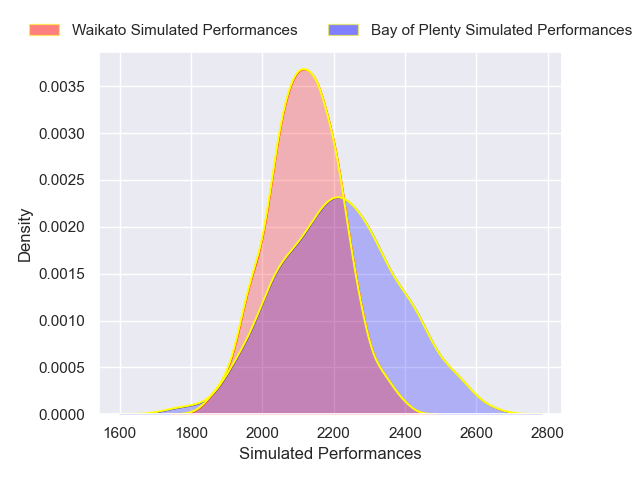 Waikato Simulated Performances
Bay of Plenty Simulated Performances
0.0035
0.0030
0.0025
0.0020
0.0015
0.0010
0.0005
0.0000
Density
1600 1800 2000 2200 2400 2600 2800
Simulated Performances